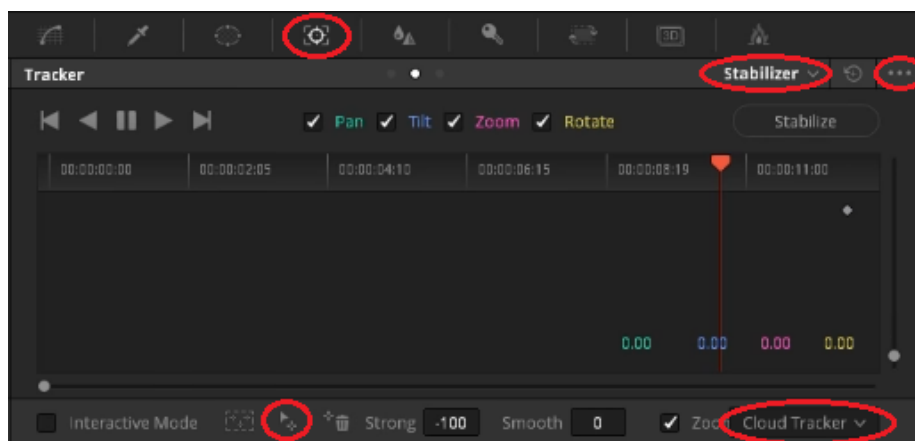 3D
Tracker Stabilizer
Pan Tilt Zoom Rotate Stabilize
00:00:00:00 00:00:02:05 00:00:04:10 00:00:06:15 00:00:08:19 00:00:11:00
0.00 0.00 0.00 0.00
Interactive Mode Strong -100 Smooth 0 Zoom Cloud Tracker